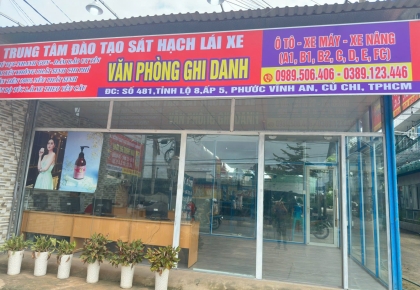 TRUNG TÂM ĐÀO TẠO SÁT HẠCH LÁI XE
VĂN PHÒNG GHI DANH
Ô TÔ - XE MÁY - XE NÂNG
(A1, B1, B2, C, D, E, FC)
0989.506.406 - 0389.123.446
ĐC: SỐ 481,TỈNH LỘ 8,ẤP 5, PHƯỚC VĨNH AN, CỦ CHI, TPHCM